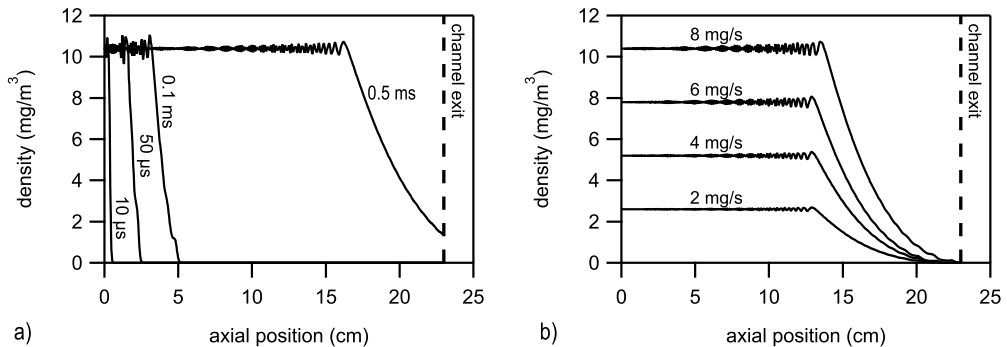 12
10
8
6
4
2
0
density (mg/m³)
10 µs
50 µs
0.1 ms
0.5 ms
channel exit
0 5 10 15 20 25
axial position (cm)
a)
12
10
8
6
4
2
0
density (mg/m³)
8 mg/s
6 mg/s
4 mg/s
2 mg/s
channel exit
0 5 10 15 20 25
axial position (cm)
b)